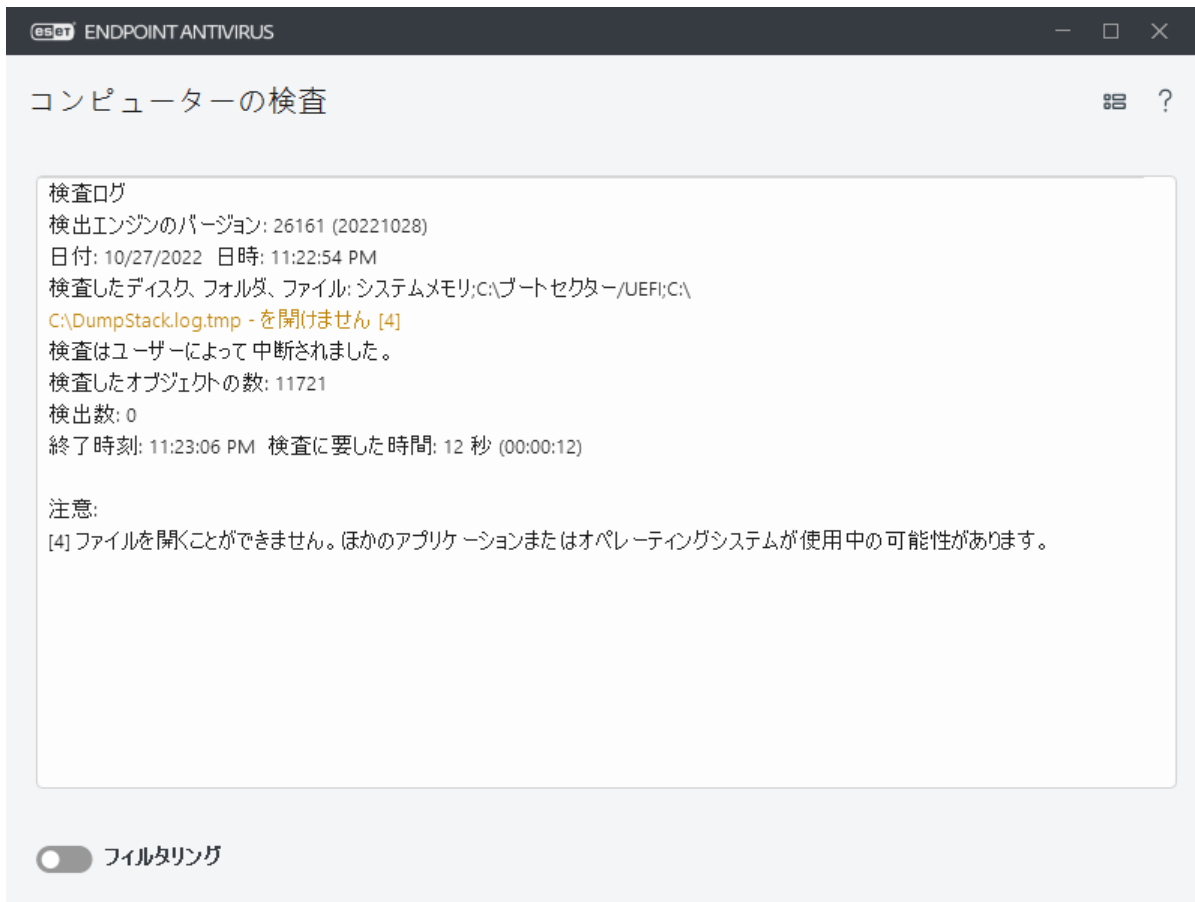 eset ENDPOINT ANTIVIRUS
コンピューターの検査
?
検査ログ
検出エンジンのバージョン: 26161 (20221028)
日付: 10/27/2022 日時: 11:22:54 PM
検査したディスク、フォルダ、ファイル: システムメモリ;C:\ブートセクター/UEFI;C:\
C:\DumpStack.log.tmp - を開けません [4]
検査はユーザーによって中断されました。
検査したオブジェクトの数: 11721
検出数: 0
終了時刻: 11:23:06 PM 検査に要した時間: 12 秒 (00:00:12)
注意:
[4] ファイルを開くことができません。ほかのアプリケーションまたはオペレーティングシステムが使用中の可能性があります。
フィルタリング